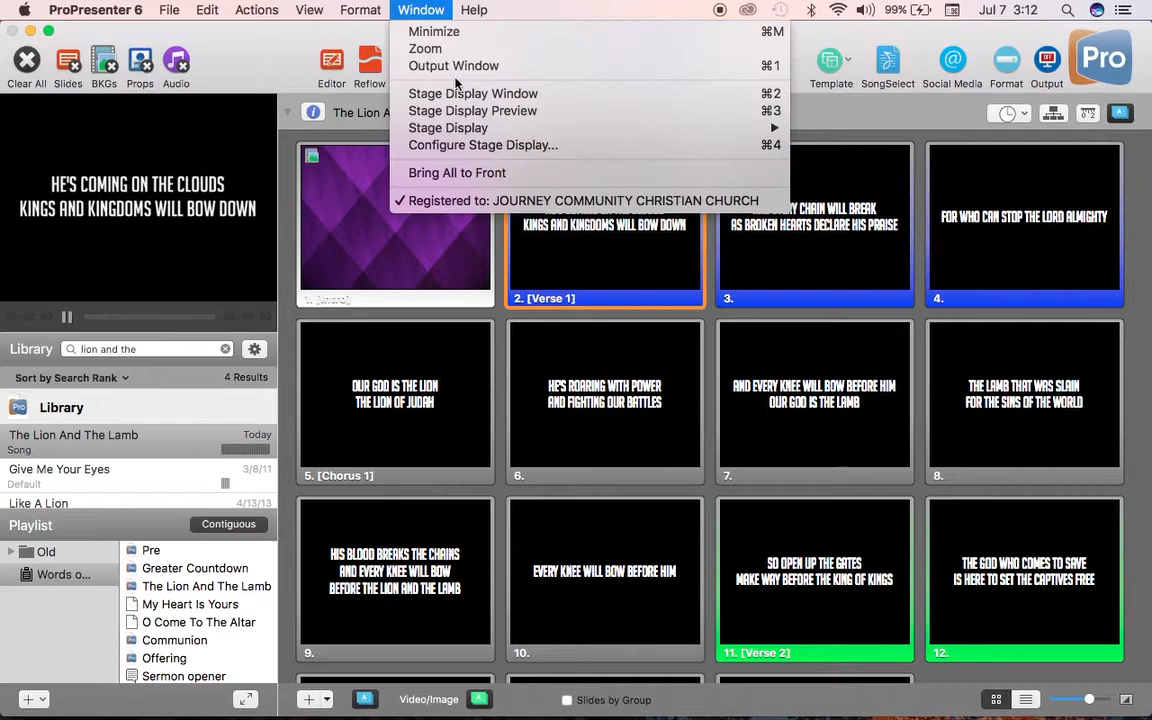 ProPresenter 6 File Edit Actions View Format Window Help 99% Jul 7 3:12
Minimize ⌘M
Zoom
Output Window ⌘1
Stage Display Window ⌘2
Stage Display Preview ⌘3
Stage Display
Configure Stage Display... ⌘4
Bring All to Front
✓ Registered to: JOURNEY COMMUNITY CHRISTIAN CHURCH
Clear All Slides BKGs Props Audio Editor Reflow Template SongSelect Social Media Format Output
Pro
The Lion A
HE'S COMING ON THE CLOUDS
KINGS AND KINGDOMS WILL BOW DOWN
1. [Intro]
KINGS AND KINGDOMS WILL BOW DOWN
2. [Verse 1]
EVERY CHAIN WILL BREAK
AS BROKEN HEARTS DECLARE HIS PRAISE
3.
FOR WHO CAN STOP THE LORD ALMIGHTY
4.
00:00:00 00:00:00
Library lion and the
Sort by Search Rank 4 Results
Pro Library
The Lion And The Lamb Today
Song
Give Me Your Eyes 3/8/11
Default
Like A Lion 4/13/13
OUR GOD IS THE LION
THE LION OF JUDAH
5. [Chorus 1]
HE'S ROARING WITH POWER
AND FIGHTING OUR BATTLES
6.
AND EVERY KNEE WILL BOW BEFORE HIM
OUR GOD IS THE LAMB
7.
THE LAMB THAT WAS SLAIN
FOR THE SINS OF THE WORLD
8.
Playlist Contiguous
Old
Words o...
Pre
Greater Countdown
The Lion And The Lamb
My Heart Is Yours
O Come To The Altar
Communion
Offering
Sermon opener
HIS BLOOD BREAKS THE CHAINS
AND EVERY KNEE WILL BOW
BEFORE THE LION AND THE LAMB
9.
EVERY KNEE WILL BOW BEFORE HIM
10.
SO OPEN UP THE GATES
MAKE WAY BEFORE THE KING OF KINGS
11. [Verse 2]
THE GOD WHO COMES TO SAVE
IS HERE TO SET THE CAPTIVES FREE
12.
Video/Image Slides by Group